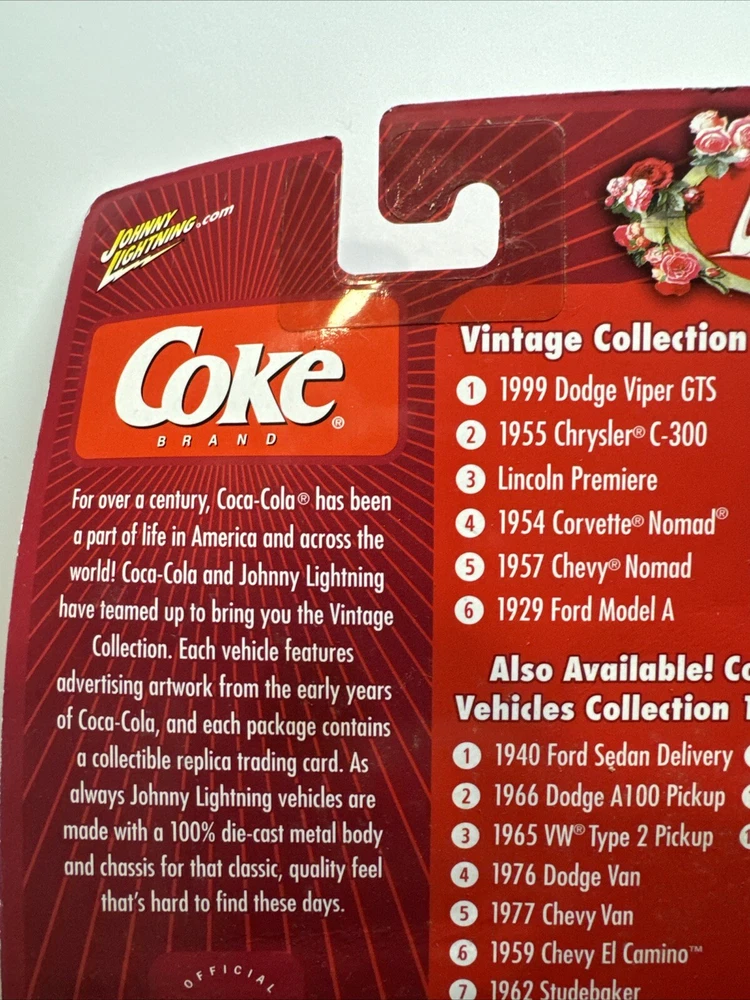 JOHNNY
LIGHTNING.com
Coke®
BRAND
For over a century, Coca-Cola® has been
a part of life in America and across the
world! Coca-Cola and Johnny Lightning
have teamed up to bring you the Vintage
Collection. Each vehicle features
advertising artwork from the early years
of Coca-Cola, and each package contains
a collectible replica trading card. As
always Johnny Lightning vehicles are
made with a 100% die-cast metal body
and chassis for that classic, quality feel
that's hard to find these days.
OFFICIAL
Vintage Collection
1 1999 Dodge Viper GTS
2 1955 Chrysler® C-300
3 Lincoln Premiere
4 1954 Corvette® Nomad®
5 1957 Chevy® Nomad
6 1929 Ford Model A
Also Available!
Vehicles Collection
1 1940 Ford Sedan Delivery
2 1966 Dodge A100 Pickup
3 1965 VW® Type 2 Pickup
4 1976 Dodge Van
5 1977 Chevy Van
6 1959 Chevy El Camino™
7 1962 Studebaker